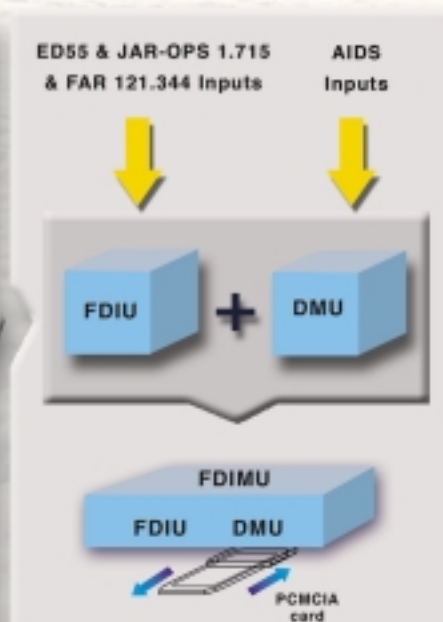 ED55 & JAR-OPS 1.715
& FAR 121.344 Inputs
AIDS
Inputs
FDIU
+
DMU
FDIMU
FDIU DMU
PCMCIA
card